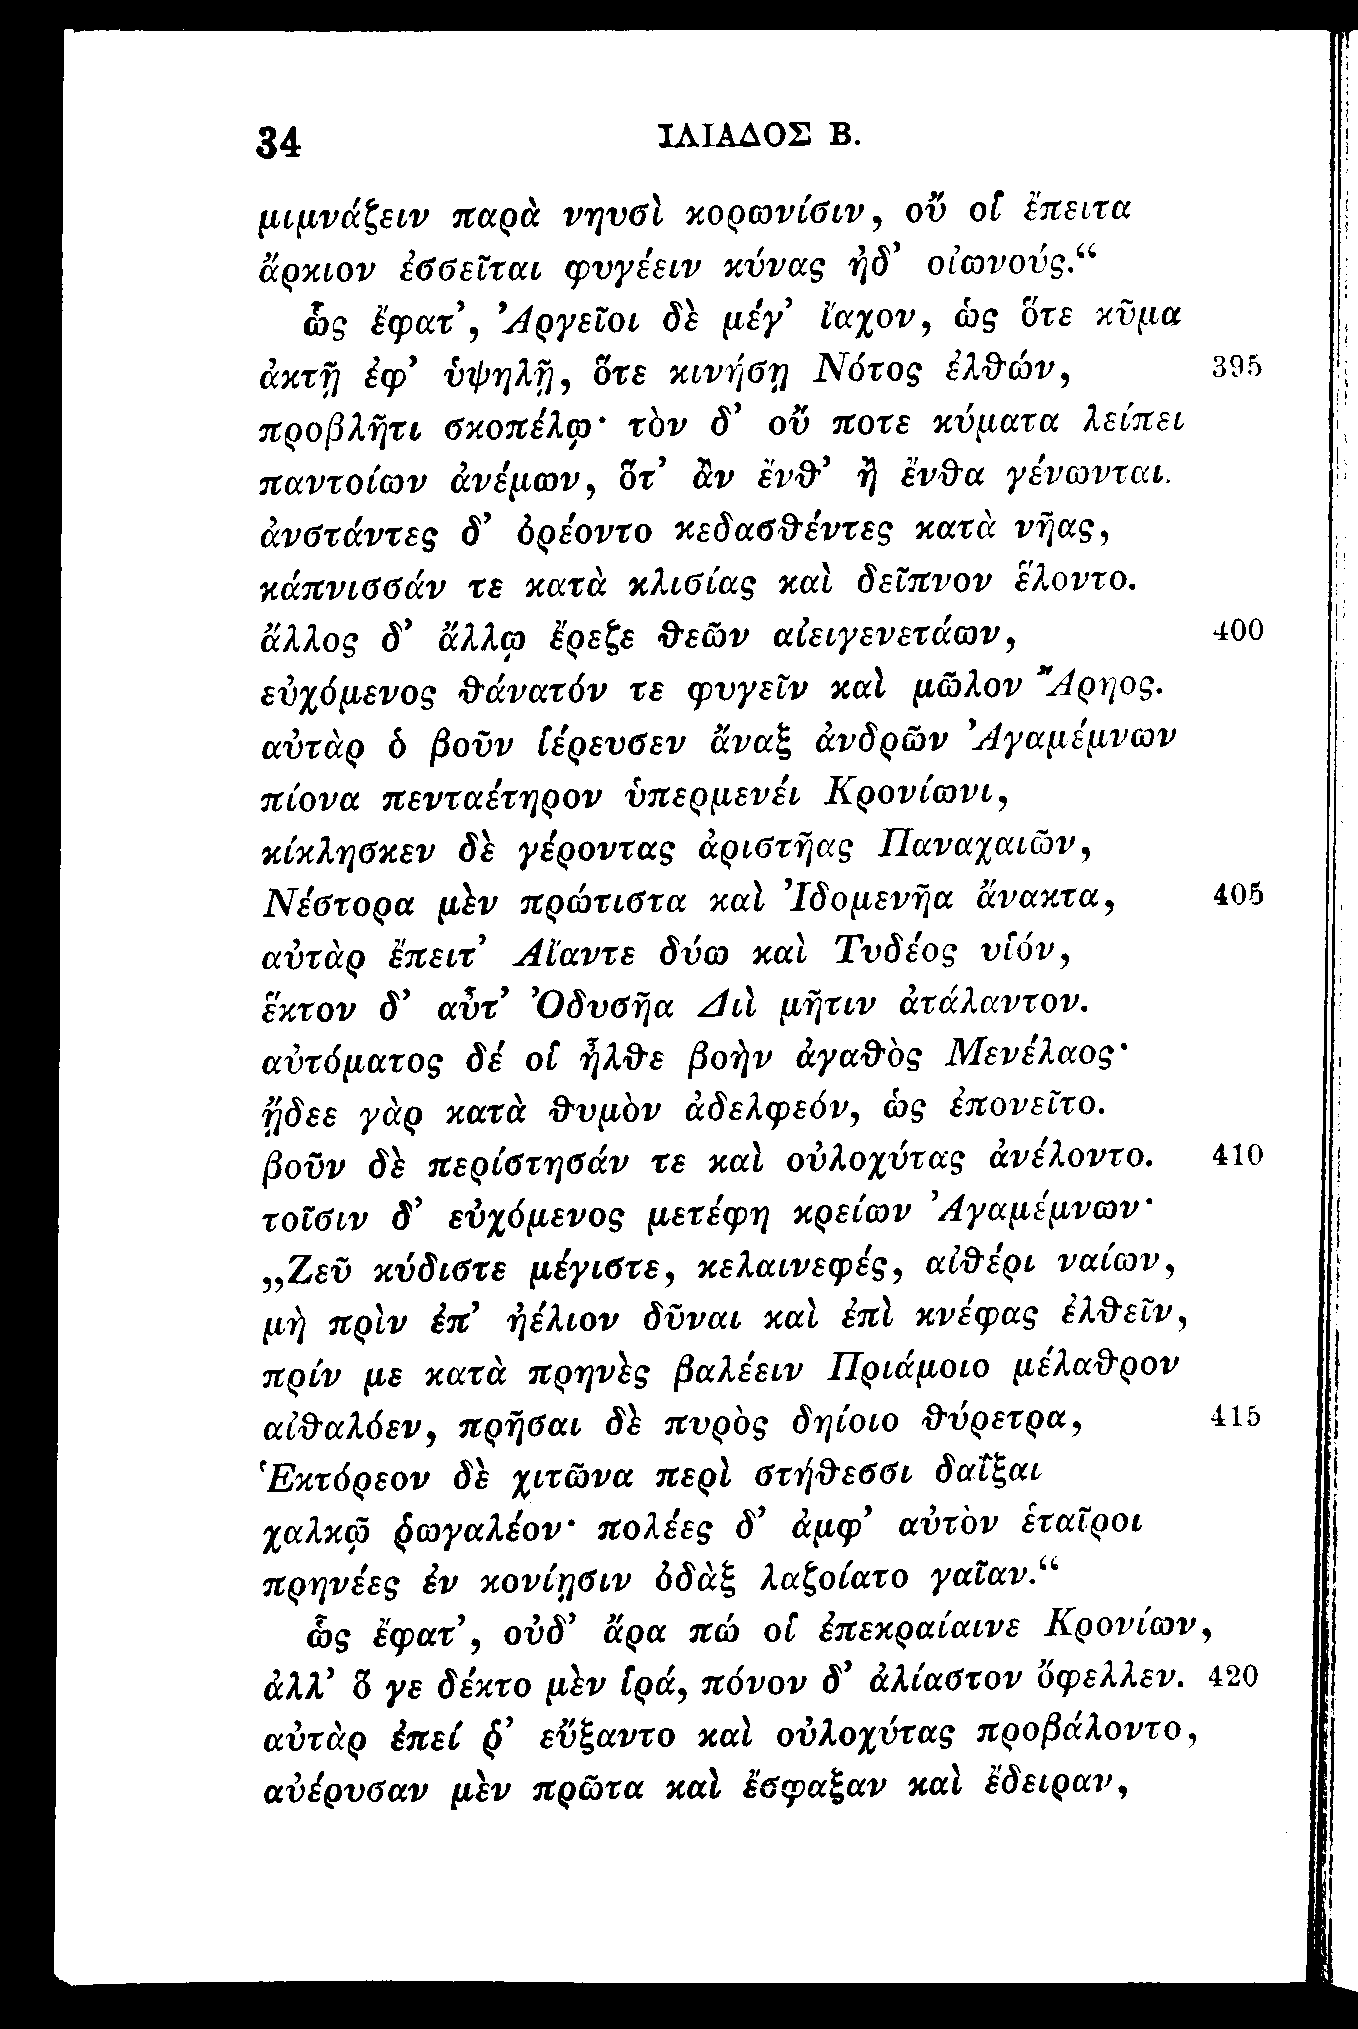 34 ΙΛΙΑΔΟΣ Β.
μιμνάζειν παρὰ νηυσὶ κορωνίσιν, οὔ οἱ ἔπειτα
ἄρκιον ἐσσεῖται φυγέειν κύνας ἠδ’ οἰωνούς.“
ὣς ἔφατ’, Ἀργεῖοι δὲ μέγ’ ἴαχον, ὡς ὅτε κῦμα
ἀκτῇ ἐφ’ ὑψηλῇ, ὅτε κινήσῃ Νότος ἐλθών, 395
προβλῆτι σκοπέλῳ· τὸν δ’ οὔ ποτε κύματα λείπει
παντοίων ἀνέμων, ὅτ’ ἂν ἔνθ’ ἢ ἔνθα γένωνται.
ἀνστάντες δ’ ὀρέοντο κεδασθέντες κατὰ νῆας,
κάπνισσάν τε κατὰ κλισίας καὶ δεῖπνον ἕλοντο.
ἄλλος δ’ ἄλλῳ ἔρεζε θεῶν αἰειγενετάων, 400
εὐχόμενος θάνατόν τε φυγεῖν καὶ μῶλον Ἄρηος.
αὐτὰρ ὁ βοῦν ἱέρευσεν ἄναξ ἀνδρῶν Ἀγαμέμνων
πίονα πενταέτηρον ὑπερμενέι Κρονίωνι,
κίκλησκεν δὲ γέροντας ἀριστῆας Παναχαιῶν,
Νέστορα μὲν πρώτιστα καὶ Ἰδομενῆα ἄνακτα, 405
αὐτὰρ ἔπειτ’ Αἴαντε δύω καὶ Τυδέος υἱόν,
ἕκτον δ’ αὖτ’ Ὀδυσῆα Διὶ μῆτιν ἀτάλαντον.
αὐτόματος δέ οἱ ἦλθε βοὴν ἀγαθὸς Μενέλαος·
ᾔδεε γὰρ κατὰ θυμὸν ἀδελφεόν, ὡς ἐπονεῖτο.
βοῦν δὲ περίστησάν τε καὶ οὐλοχύτας ἀνέλοντο. 410
τοῖσιν δ’ εὐχόμενος μετέφη κρείων Ἀγαμέμνων·
„Ζεῦ κύδιστε μέγιστε, κελαινεφές, αἰθέρι ναίων,
μὴ πρὶν ἐπ’ ἠέλιον δῦναι καὶ ἐπὶ κνέφας ἐλθεῖν,
πρίν με κατὰ πρηνὲς βαλέειν Πριάμοιο μέλαθρον
αἰθαλόεν, πρῆσαι δὲ πυρὸς δηίοιο θύρετρα, 415
Ἑκτόρεον δὲ χιτῶνα περὶ στήθεσσι δαΐξαι
χαλκῷ ῥωγαλέον· πολέες δ’ ἀμφ’ αὐτὸν ἑταῖροι
πρηνέες ἐν κονίῃσιν ὀδὰξ λαζοίατο γαῖαν.“
ὣς ἔφατ’, οὐδ’ ἄρα πώ οἱ ἐπεκραίαινε Κρονίων,
ἀλλ’ ὅ γε δέκτο μὲν ἱρά, πόνον δ’ ἀλίαστον ὄφελλεν. 420
αὐτὰρ ἐπεί ῥ’ εὔξαντο καὶ οὐλοχύτας προβάλοντο,
αὐέρυσαν μὲν πρῶτα καὶ ἔσφαξαν καὶ ἔδειραν,